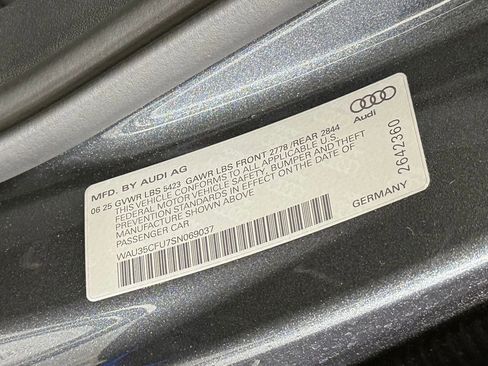 MFD. BY AUDI AG
06 25 GVWR LBS 5423 GAWR LBS FRONT 2778 /REAR 2844
THIS VEHICLE CONFORMS TO ALL APPLICABLE U.S.
FEDERAL MOTOR VEHICLE SAFETY, BUMPER AND THEFT
PREVENTION STANDARDS IN EFFECT ON THE DATE OF
MANUFACTURE SHOWN ABOVE
PASSENGER CAR
WAU35CFU7SN069037
Audi
2642360
GERMANY